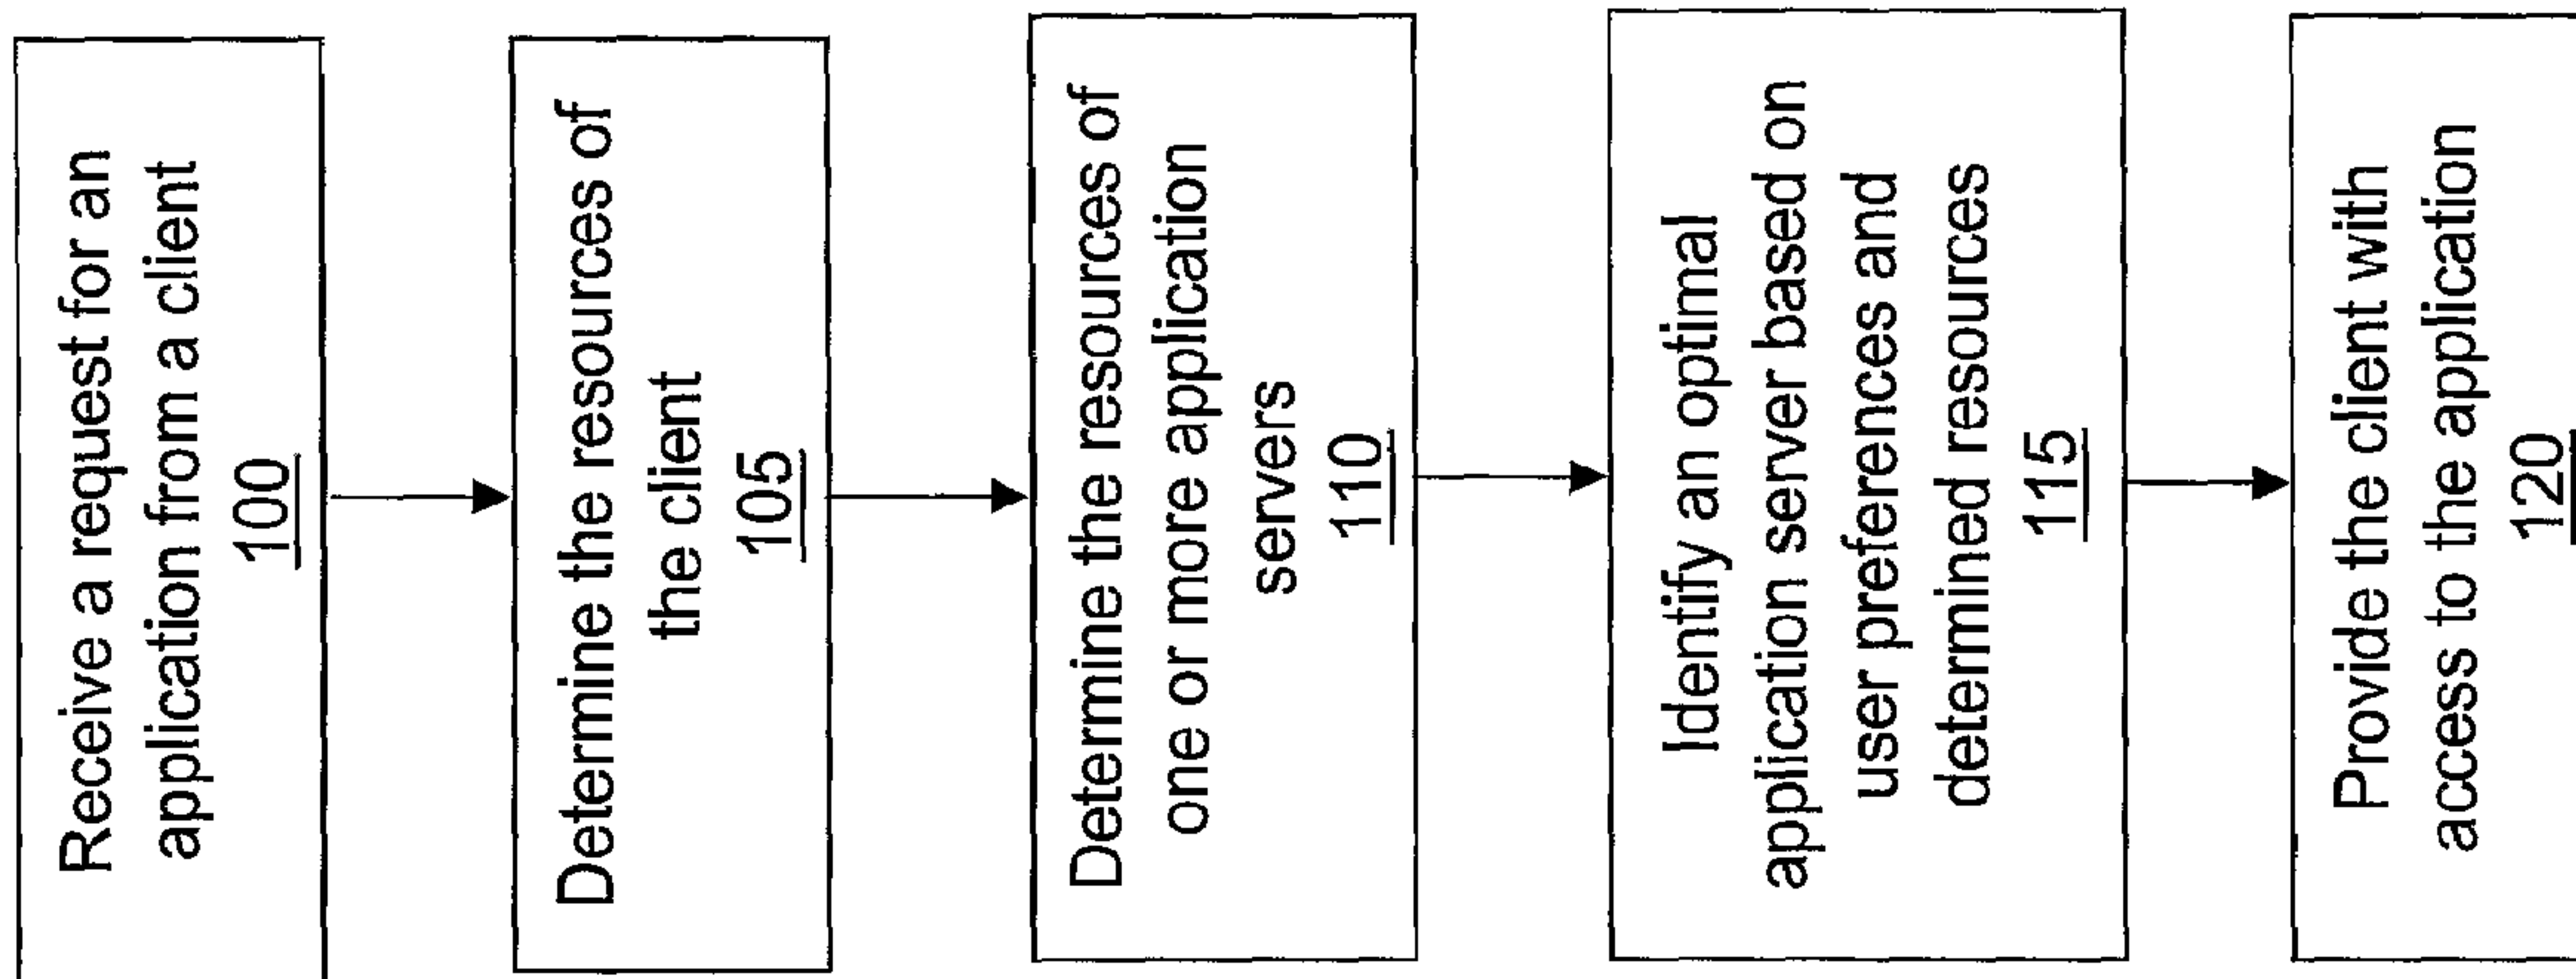 Receive a request for an
application from a client
100
Determine the resources of
the client
105
Determine the resources of
one or more application
servers
110
Identify an optimal
application server based on
user preferences and
determined resources
115
Provide the client with
access to the application
120